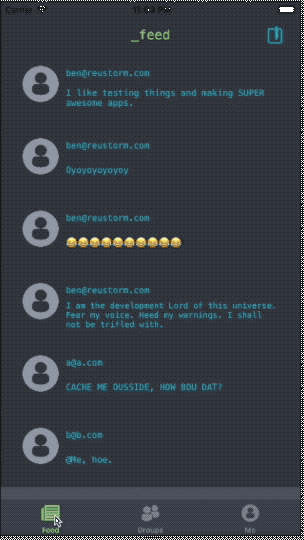 _feed
ben@reustorm.com
I like testing things and making SUPER
awesome apps.
ben@reustorm.com
Oyoyoyoyoyoy
ben@reustorm.com
😂😂😂😂😂😂😂😂😂😂
ben@reustorm.com
I am the development Lord of this universe.
Fear my voice. Heed my warnings. I shall
not be trifled with.
a@a.com
CACHE ME OUSSIDE, HOW BOU DAT?
b@b.com
@Me, hoe.
Feed
Groups
Me